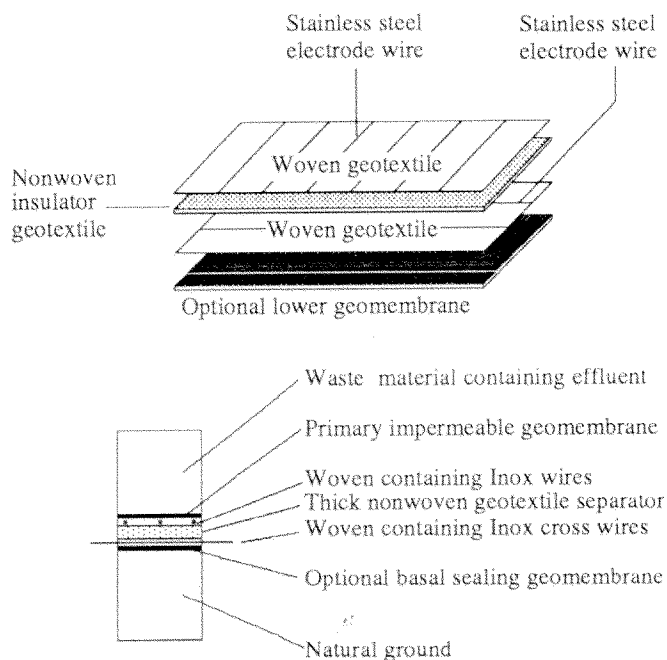 Stainless steel
electrode wire
Stainless steel
electrode wire
Woven geotextile
Nonwoven
insulator
geotextile
Woven geotextile
Optional lower geomembrane
Waste material containing effluent
Primary impermeable geomembrane
Woven containing Inox wires
Thick nonwoven geotextile separator
Woven containing Inox cross wires
Optional basal sealing geomembrane
Natural ground